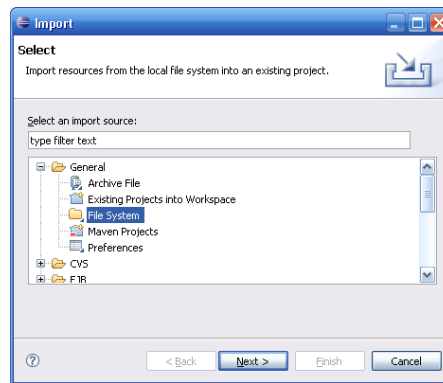 Import
Select
Import resources from the local file system into an existing project.
Select an import source:
type filter text
General
Archive File
Existing Projects into Workspace
File System
Maven Projects
Preferences
CVS
EJB
< Back
Next >
Finish
Cancel